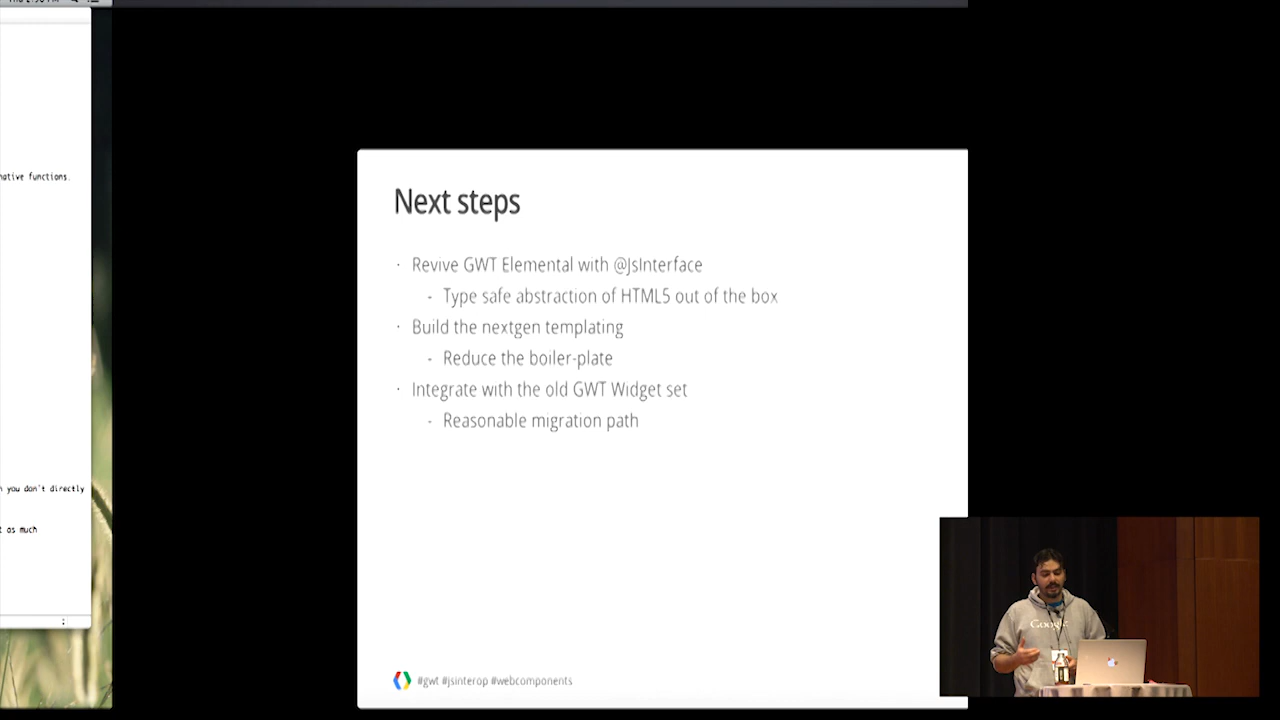 native functions.
n you don't directly
t as much
;
Next steps
· Revive GWT Elemental with @JsInterface
- Type safe abstraction of HTML5 out of the box
· Build the nextgen templating
- Reduce the boiler-plate
· Integrate with the old GWT Widget set
- Reasonable migration path
#gwt #jsinterop #webcomponents
Google